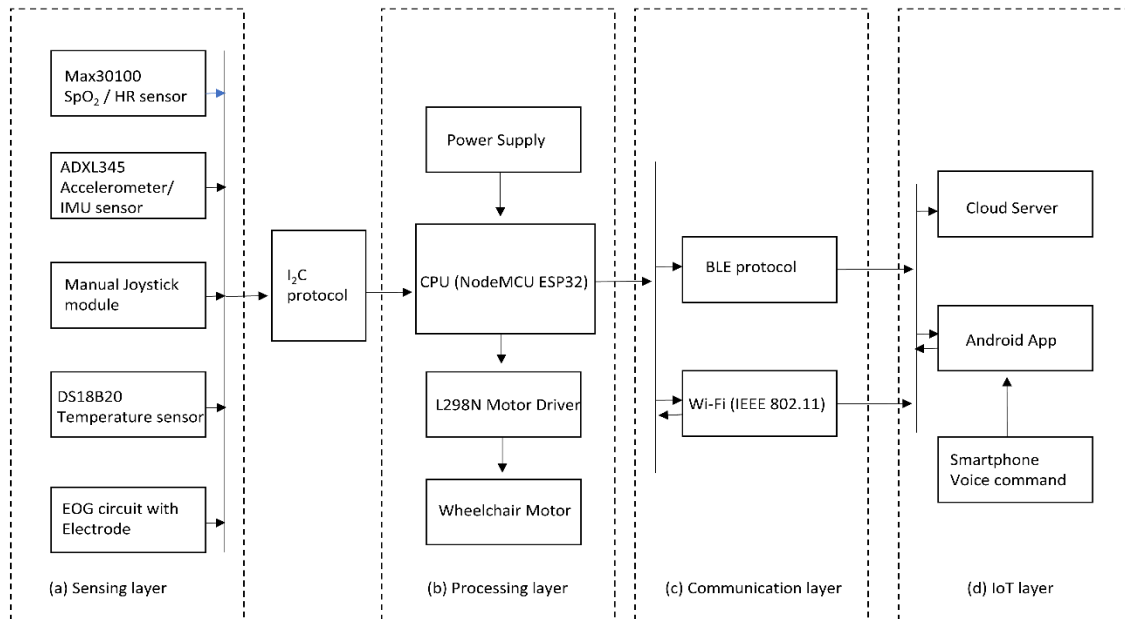 Max30100
SpO₂ / HR sensor
ADXL345
Accelerometer/
IMU sensor
Manual Joystick
module
DS18B20
Temperature sensor
EOG circuit with
Electrode
(a) Sensing layer
I₂C
protocol
Power Supply
CPU (NodeMCU ESP32)
L298N Motor Driver
Wheelchair Motor
(b) Processing layer
BLE protocol
Wi-Fi (IEEE 802.11)
(c) Communication layer
Cloud Server
Android App
Smartphone
Voice command
(d) IoT layer